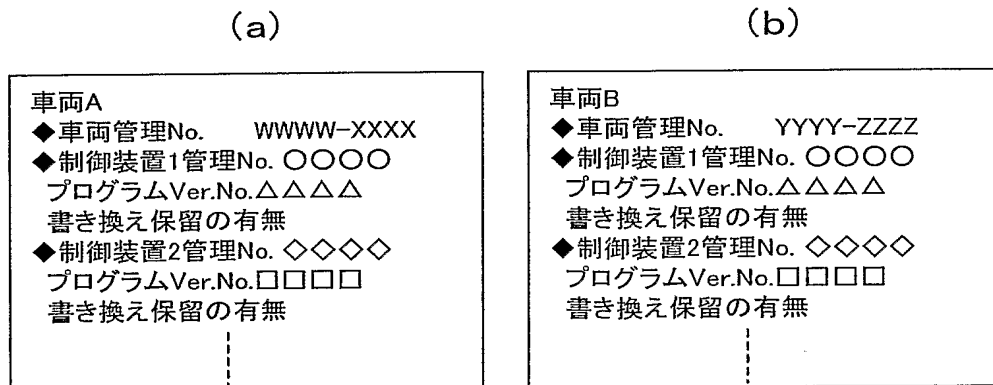 (a)
車両A
◆車両管理No. WWWW-XXXX
◆制御装置1管理No. ○○○○
プログラムVer.No.△△△△
書き換え保留の有無
◆制御装置2管理No. ◇◇◇◇
プログラムVer.No.□□□□
書き換え保留の有無
(b)
車両B
◆車両管理No. YYYY-ZZZZ
◆制御装置1管理No. ○○○○
プログラムVer.No.△△△△
書き換え保留の有無
◆制御装置2管理No. ◇◇◇◇
プログラムVer.No.□□□□
書き換え保留の有無